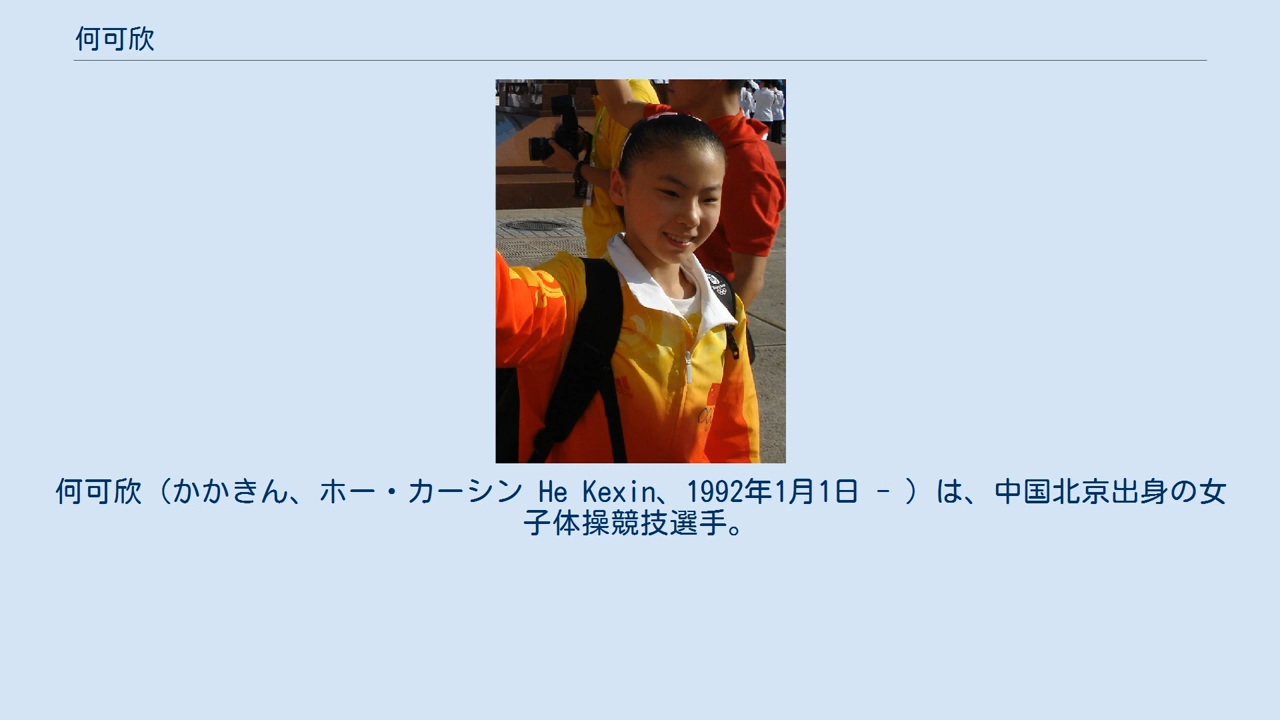 何可欣
何可欣（かかきん、ホー・カーシン He Kexin、1992年1月1日 - ）は、中国北京出身の女
子体操競技選手。